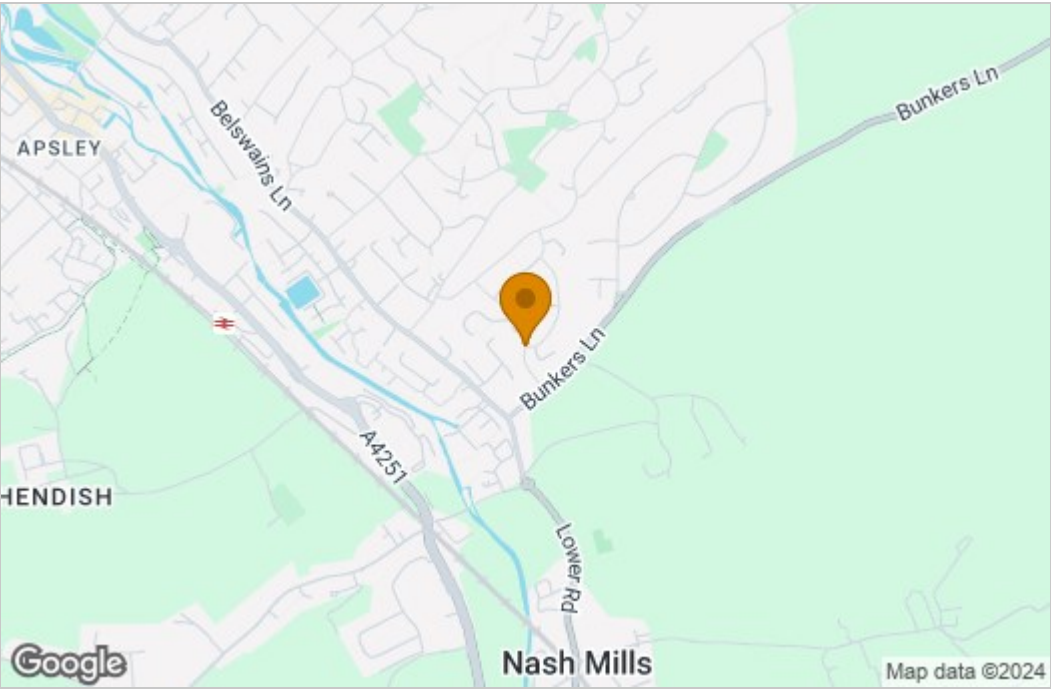 Bunkers Ln
Belswains Ln
APSLEY
Bunkers Ln
A4251
HENDISH
Lower Rd
Nash Mills
Google
Map data ©2024